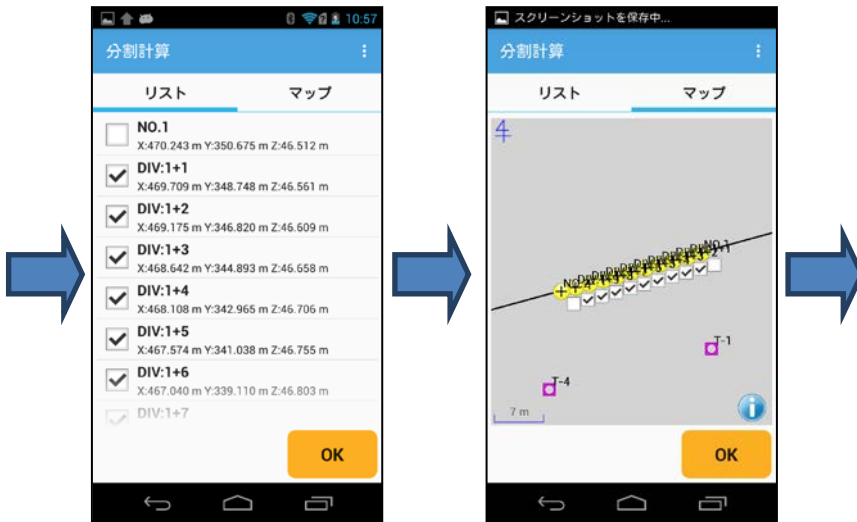 10:57
分割計算
リスト マップ
NO.1
X:470.243 m Y:350.675 m Z:46.512 m
DIV:1+1
X:469.709 m Y:348.748 m Z:46.561 m
DIV:1+2
X:469.175 m Y:346.820 m Z:46.609 m
DIV:1+3
X:468.642 m Y:344.893 m Z:46.658 m
DIV:1+4
X:468.108 m Y:342.965 m Z:46.706 m
DIV:1+5
X:467.574 m Y:341.038 m Z:46.755 m
DIV:1+6
X:467.040 m Y:339.110 m Z:46.803 m
DIV:1+7
OK
スクリーンショットを保存中...
分割計算
リスト マップ
4
NO.1
T-1
T-4
7 m
OK